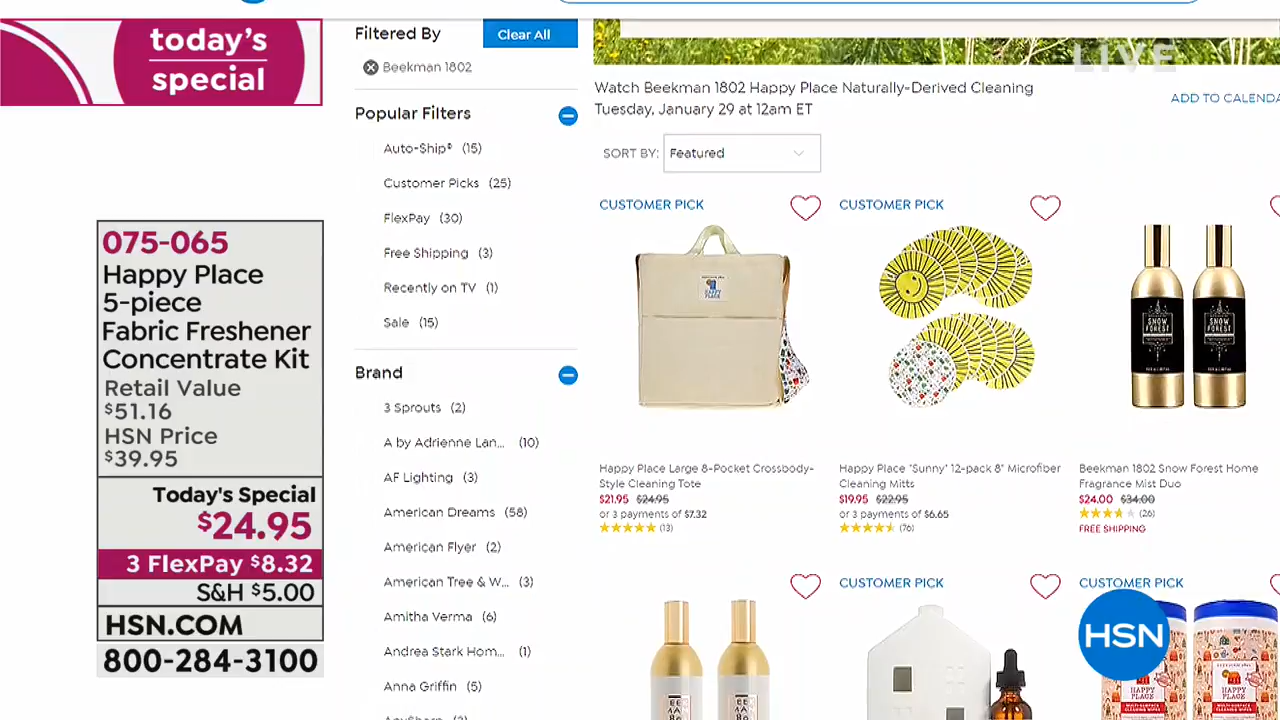 today's
special
075-065
Happy Place
5-piece
Fabric Freshener
Concentrate Kit
Retail Value
$51.16
HSN Price
$39.95
Today's Special
$24.95
3 FlexPay $8.32
S&H $5.00
HSN.COM
800-284-3100
Filtered By
Clear All
Beekman 1802
Popular Filters
Auto-Ship® (15)
Customer Picks (25)
FlexPay (30)
Free Shipping (3)
Recently on TV (1)
Sale (15)
Brand
3 Sprouts (2)
A by Adrienne Lan... (10)
AF Lighting (3)
American Dreams (58)
American Flyer (2)
American Tree & W... (3)
Amitha Verma (6)
Andrea Stark Hom... (1)
Anna Griffin (5)
LIVE
Watch Beekman 1802 Happy Place Naturally-Derived Cleaning
Tuesday, January 29 at 12am ET
ADD TO CALENDA
SORT BY: Featured
CUSTOMER PICK
HAPPY
PLACE
Happy Place Large 8-Pocket Crossbody-
Style Cleaning Tote
$21.95 $24.95
or 3 payments of $7.32
(13)
CUSTOMER PICK
Happy Place "Sunny" 12-pack 8" Microfiber
Cleaning Mitts
$19.95 $22.95
or 3 payments of $6.65
(76)
SNOW
FOREST
SNOW
FOREST
Beekman 1802 Snow Forest Home
Fragrance Mist Duo
$24.00 $34.00
(26)
FREE SHIPPING
CUSTOMER PICK
CUSTOMER PICK
HSN
HAPPY
PLACE
MULTI-SURFACE
CLEANING WIPES
HAPPY
PLACE
MULTI-SURFACE
CLEANING WIPES